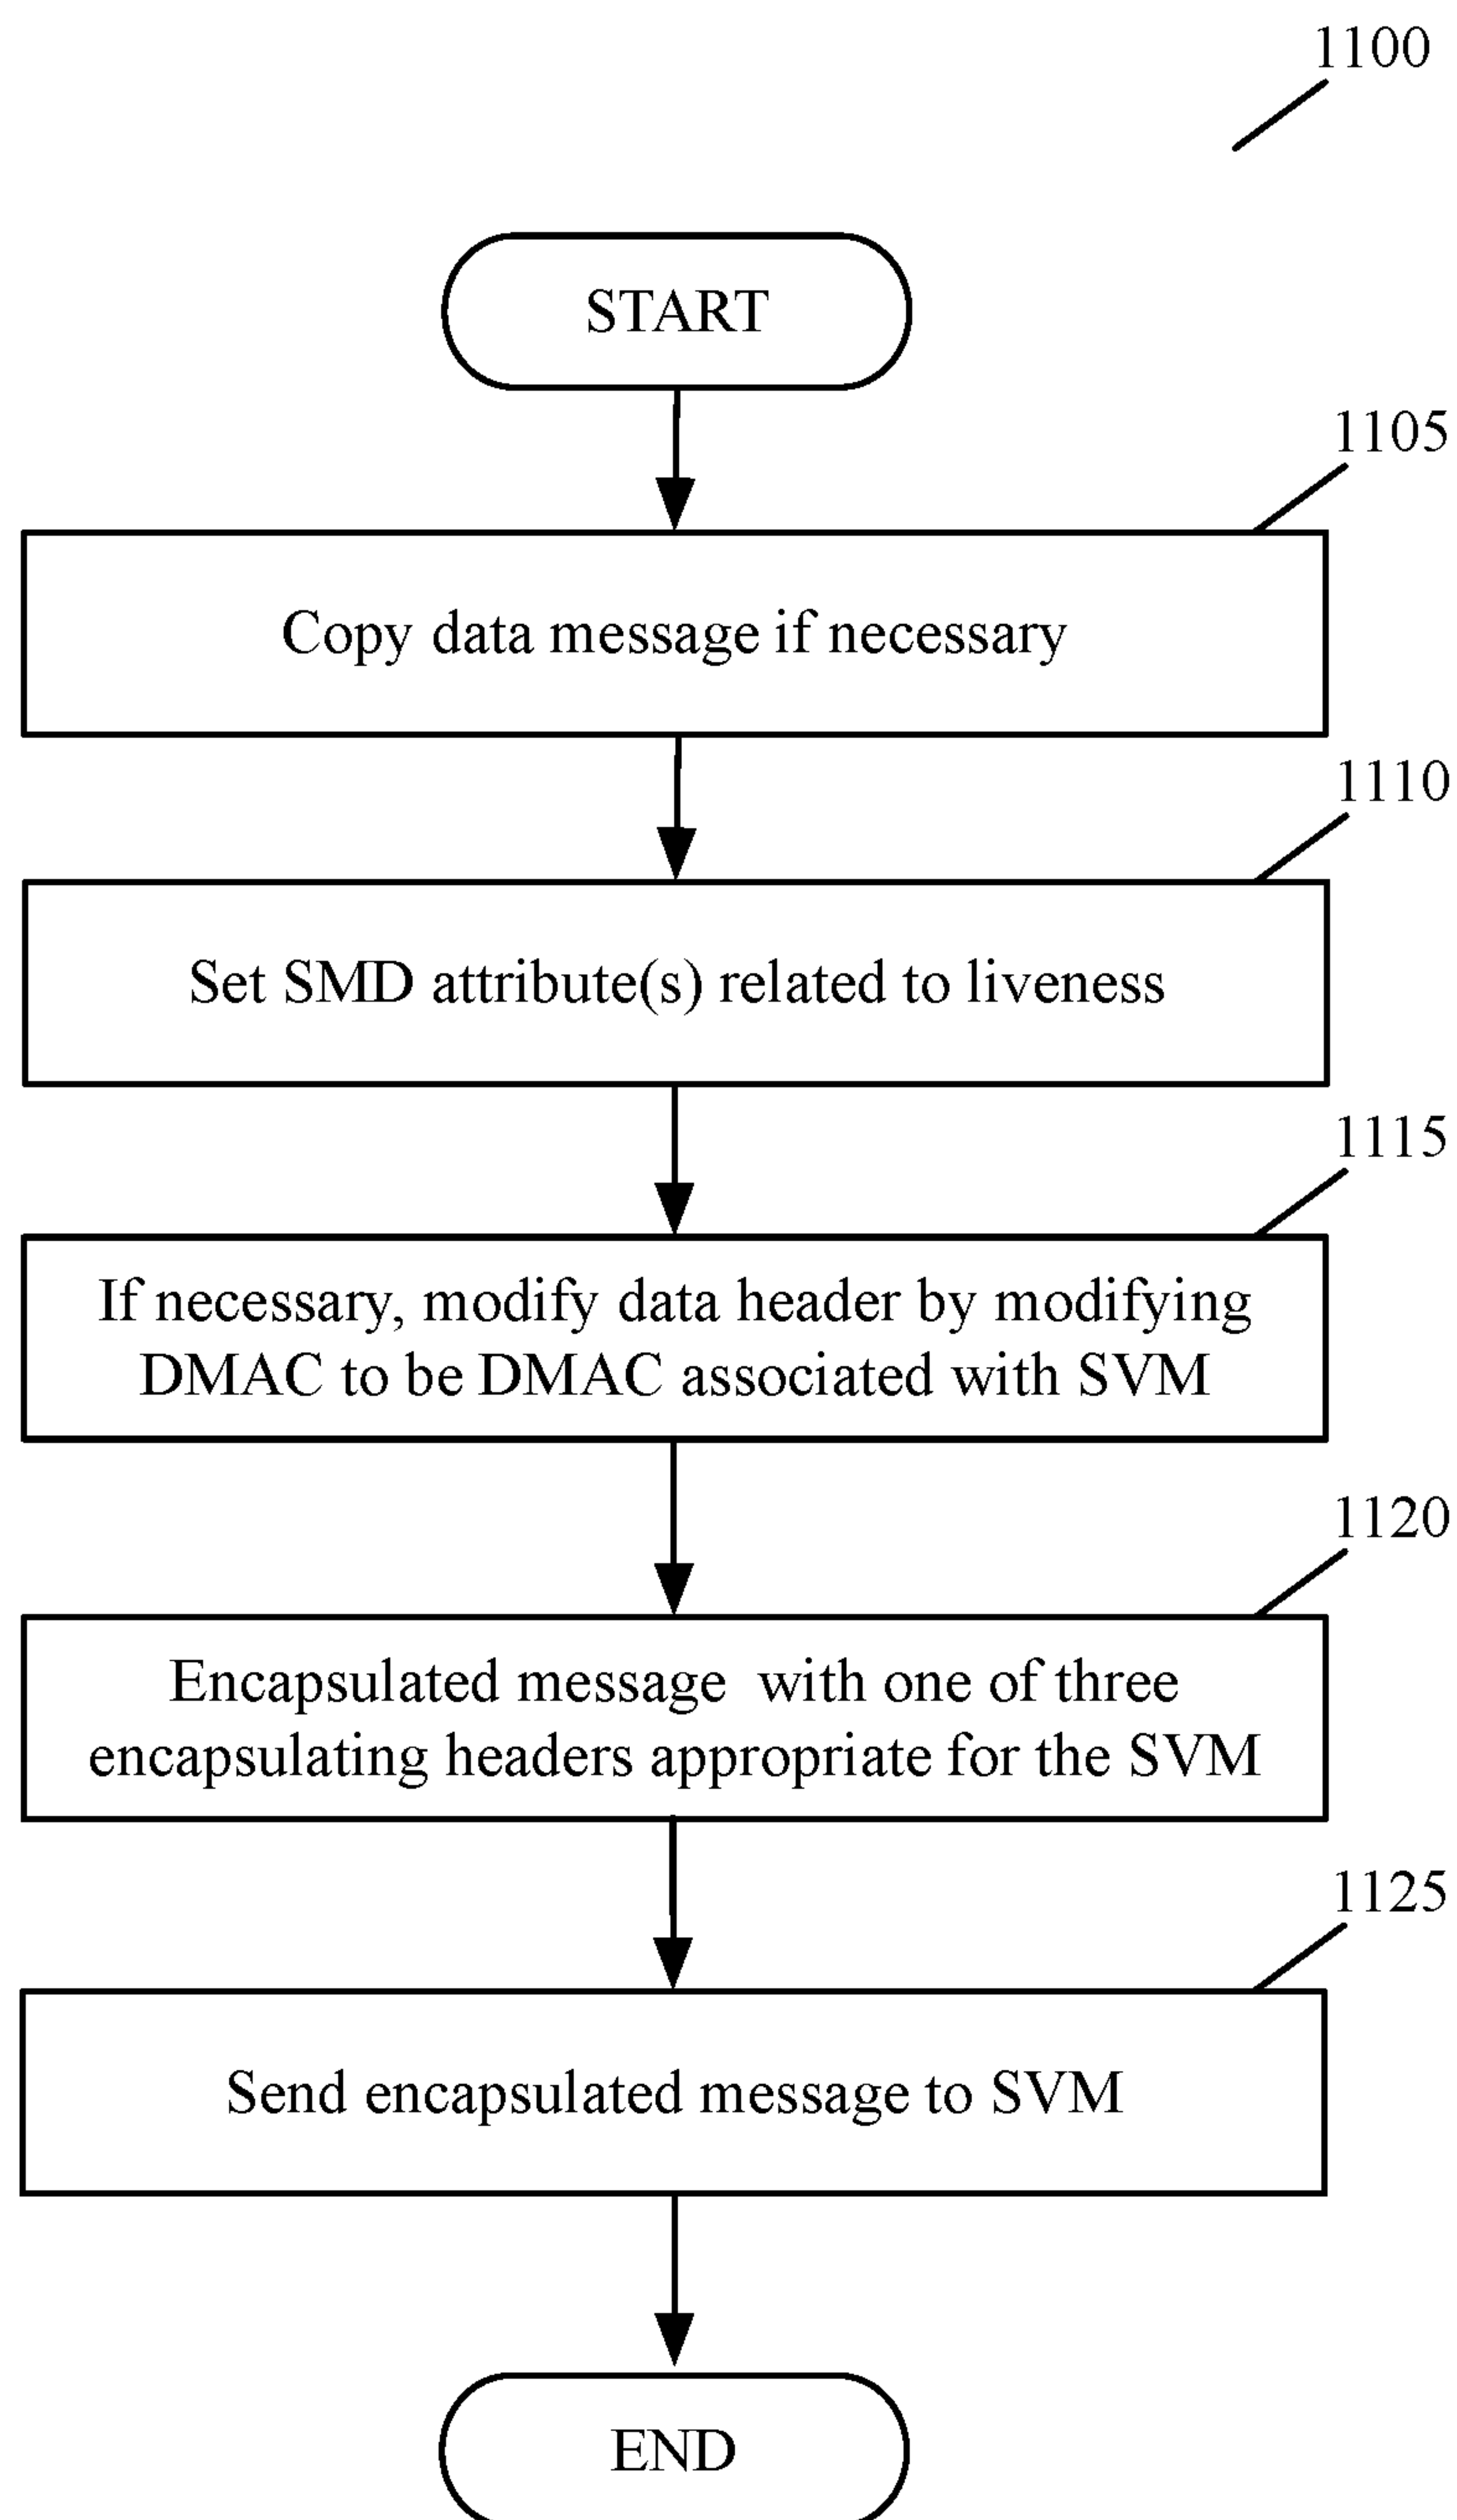 1100
START
1105
Copy data message if necessary
1110
Set SMD attribute(s) related to liveness
1115
If necessary, modify data header by modifying
DMAC to be DMAC associated with SVM
1120
Encapsulated message with one of three
encapsulating headers appropriate for the SVM
1125
Send encapsulated message to SVM
END